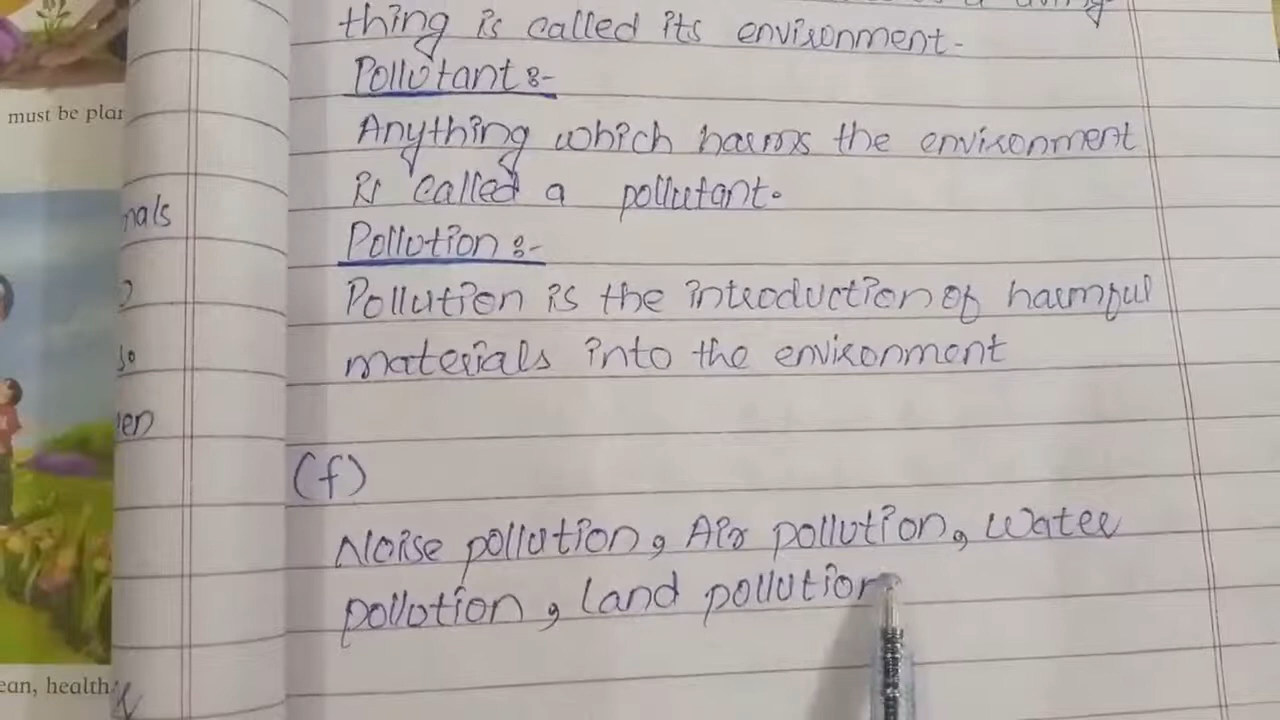 thing is called its environment.
Pollutant :-
Anything which harms the environment
is called a pollutant.
Pollution :-
Pollution is the introduction of harmful
materials into the environment
(f)
Noise pollution, Air pollution, Water
pollution, land pollution
must be plan
nals
so
en
ean, health